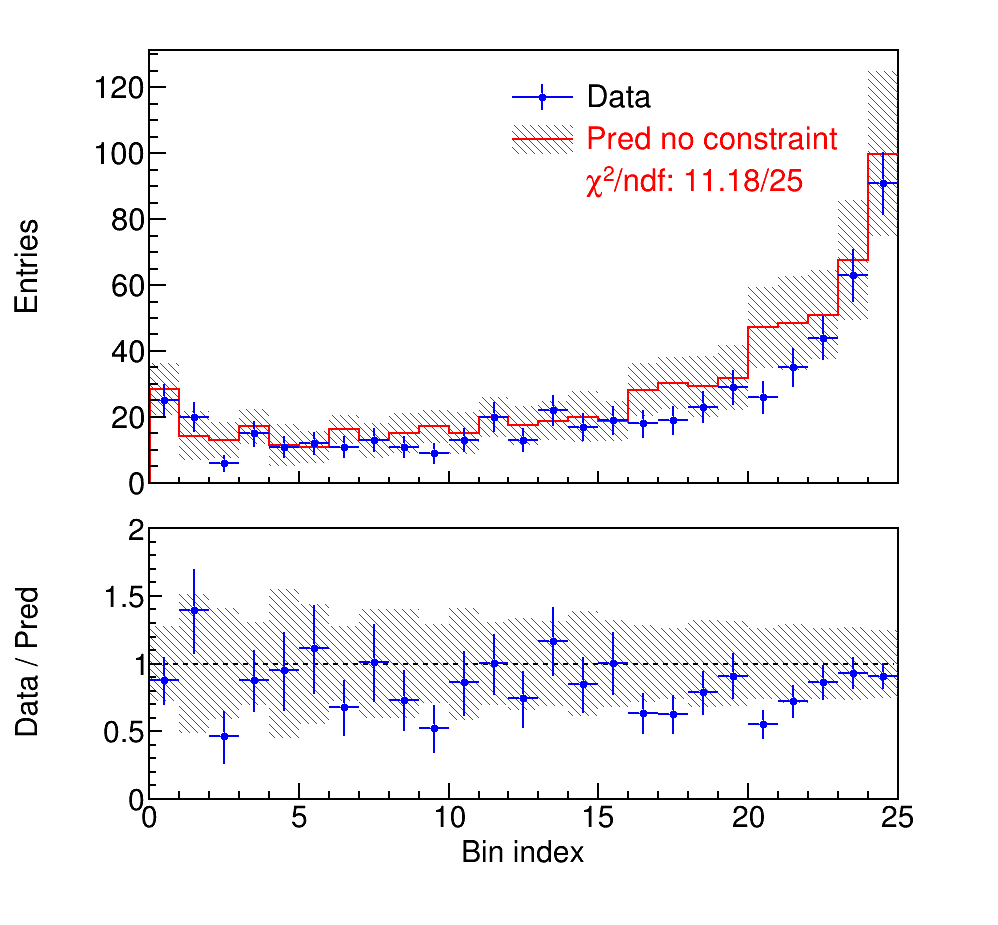 Entries
120
100
80
60
40
20
0
Data
Pred no constraint
χ²/ndf: 11.18/25
Data / Pred
2
1.5
1
0.5
0
0 5 10 15 20 25
Bin index